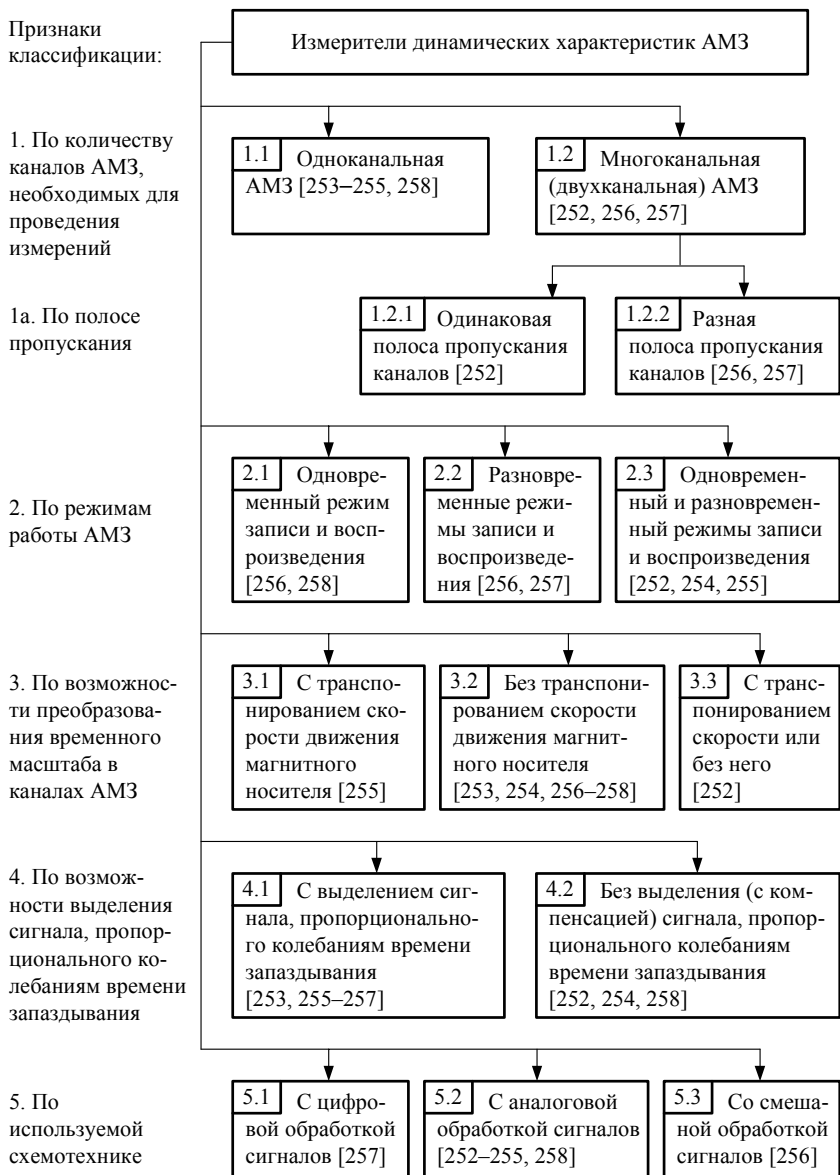 Признаки
классификации:
Измерители динамических характеристик АМЗ
1. По количеству
каналов АМЗ,
необходимых для
проведения
измерений
1.1 Одноканальная
АМЗ [253–255, 258]
1.2 Многоканальная
(двухканальная) АМЗ
[252, 256, 257]
1а. По полосе
пропускания
1.2.1 Одинаковая
полоса пропускания
каналов [252]
1.2.2 Разная
полоса пропускания
каналов [256, 257]
2. По режимам
работы АМЗ
2.1 Одновре-
менный режим
записи и восп-
роизведения
[256, 258]
2.2 Разновре-
менные режи-
мы записи и
воспроизведе-
ния [256, 257]
2.3 Одновремен-
ный и разновремен-
ный режимы записи
и воспроизведения
[252, 254, 255]
3. По возможнос-
ти преобразова-
ния временного
масштаба в
каналах АМЗ
3.1 С транспо-
нированием ско-
рости движения
магнитного
носителя [255]
3.2 Без транспони-
рованием скорости
движения магнит-
ного носителя
[253, 254, 256–258]
3.3 С транс-
понированием
скорости или
без него
[252]
4. По возмож-
ности выделения
сигнала, пропор-
ционального ко-
лебаниям времени
запаздывания
4.1 С выделением сиг-
нала, пропорционально-
го колебаниям времени
запаздывания
[253, 255–257]
4.2 Без выделения (с ком-
пенсацией) сигнала, пропор-
ционального колебаниям
времени запаздывания
[252, 254, 258]
5. По
используемой
схемотехнике
5.1 С цифро-
вой обработкой
сигналов [257]
5.2 С аналоговой
обработкой сигналов
[252–255, 258]
5.3 Со смеша-
ной обработкой
сигналов [256]